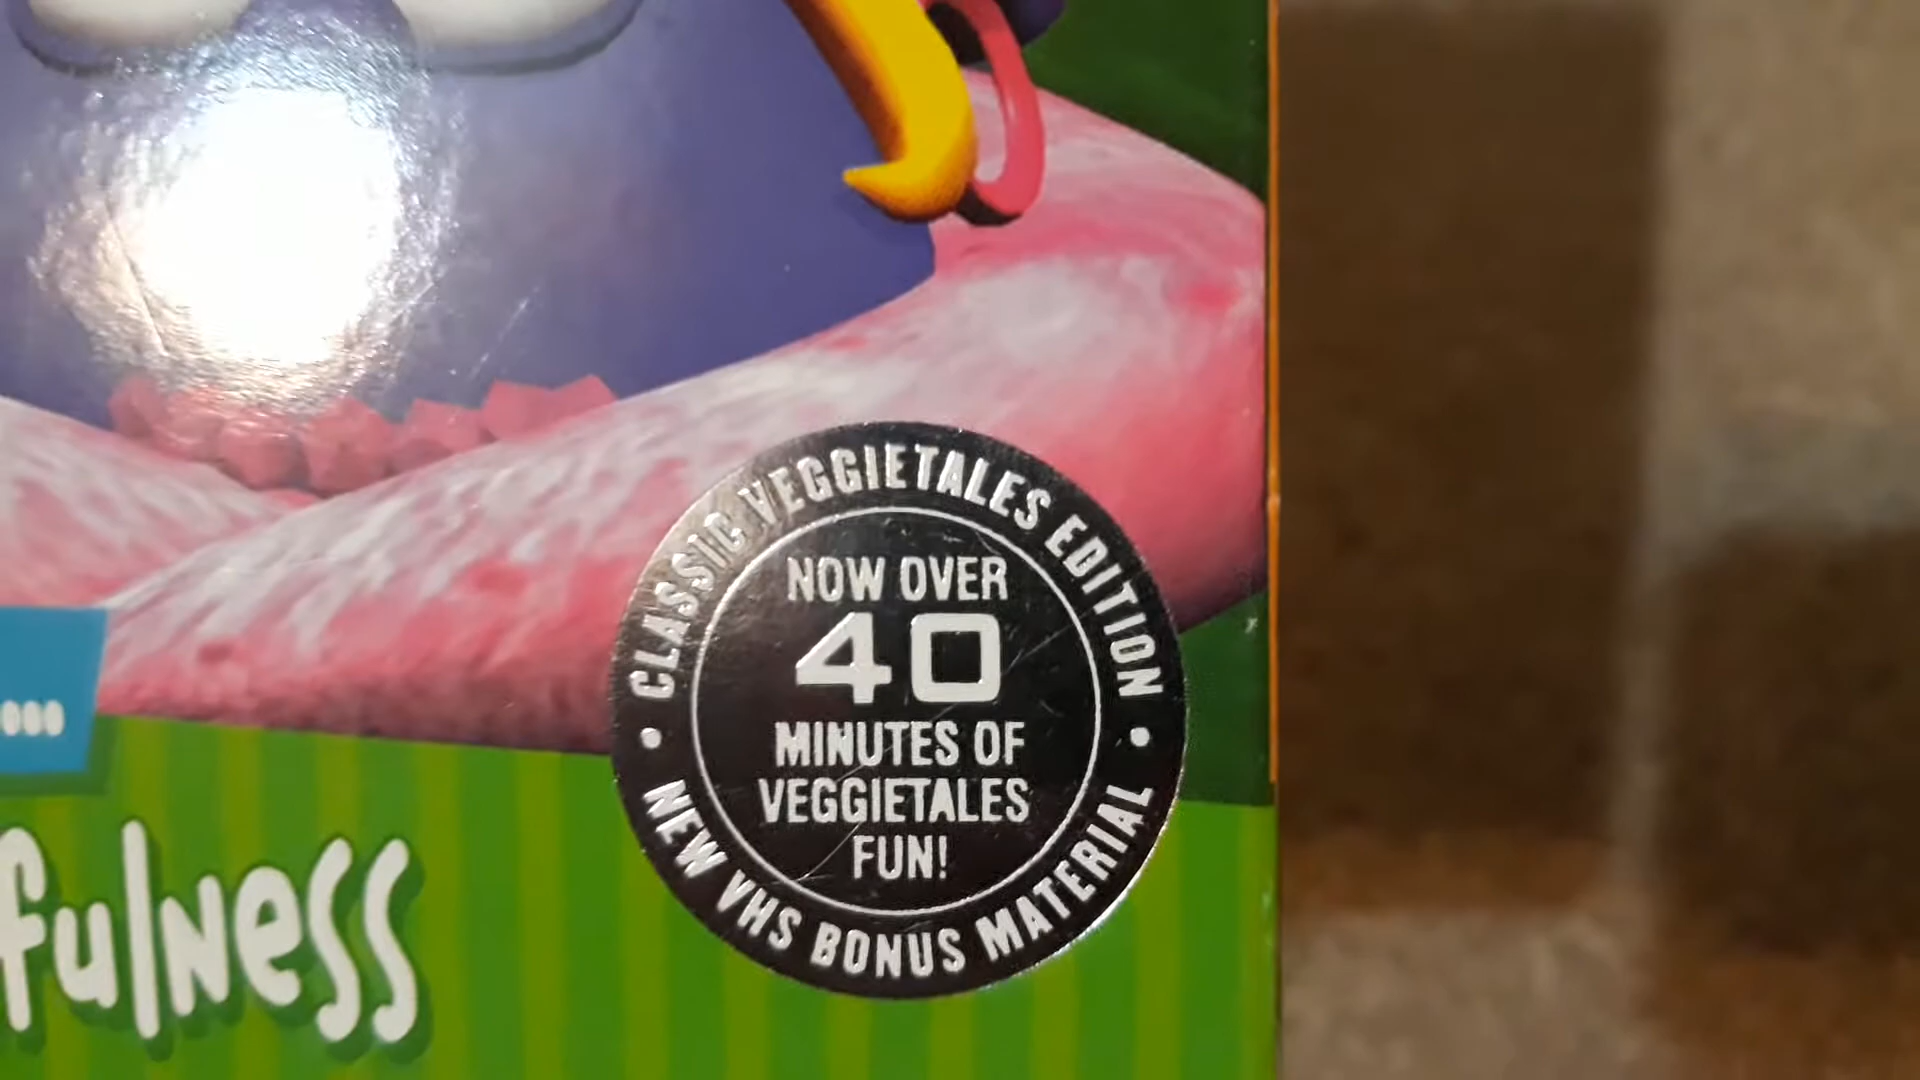 CLASSIC VEGGIETALES EDITION
NOW OVER
40
MINUTES OF
VEGGIETALES
FUN!
• NEW VHS BONUS MATERIAL •
...
fulness